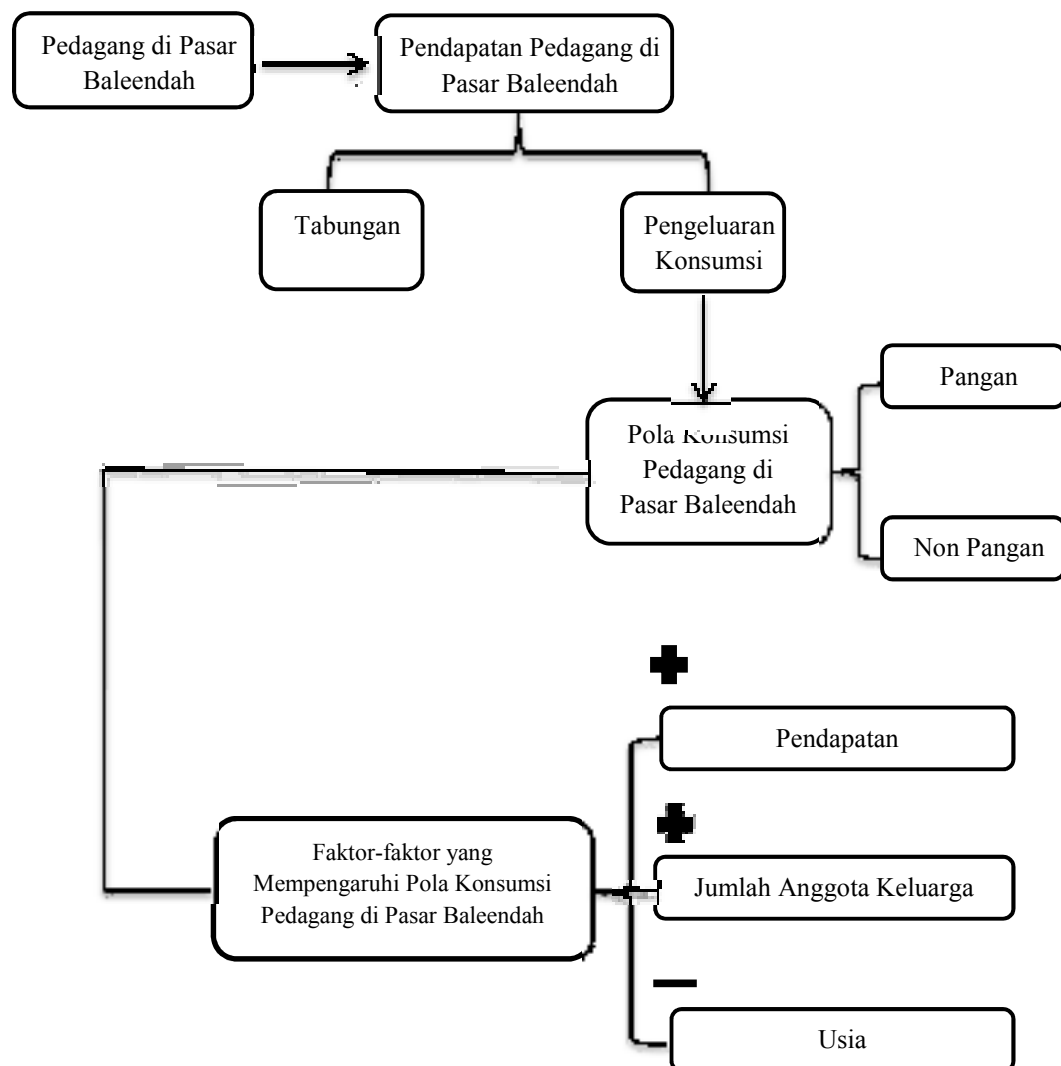 Pedagang di Pasar
Baleendah
Pendapatan Pedagang di
Pasar Baleendah
Tabungan
Pengeluaran
Konsumsi
Pangan
Pola Konsumsi
Pedagang di
Pasar Baleendah
Non Pangan
+
Pendapatan
+
Faktor-faktor yang
Mempengaruhi Pola Konsumsi
Pedagang di Pasar Baleendah
Jumlah Anggota Keluarga
−
Usia